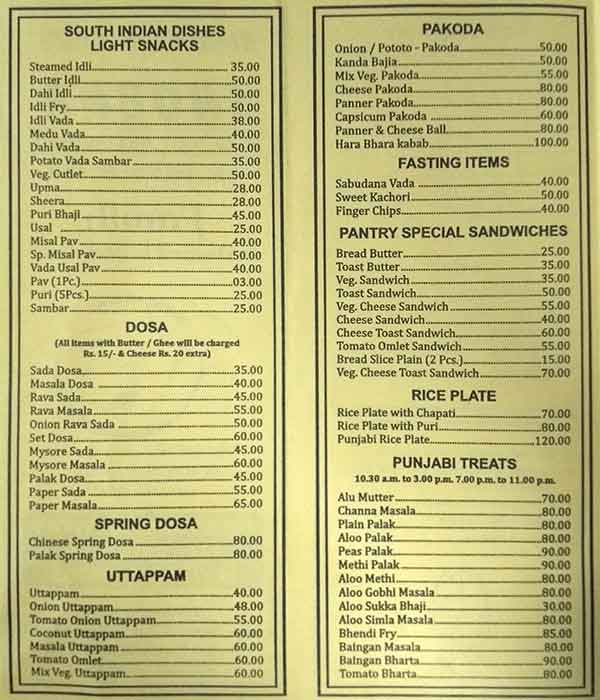 SOUTH INDIAN DISHES
LIGHT SNACKS
Steamed Idli 35.00
Butter Idli 50.00
Dahi Idli 50.00
Idli Fry 50.00
Idli Vada 38.00
Medu Vada 40.00
Dahi Vada 50.00
Potato Vada Sambar 35.00
Veg. Cutlet 50.00
Upma 28.00
Sheera 28.00
Puri Bhaji 45.00
Usal 25.00
Misal Pav 40.00
Sp. Misal Pav 50.00
Vada Usal Pav 40.00
Pav (1Pc.) 03.00
Puri (5Pcs.) 25.00
Sambar 25.00
DOSA
(All items with Butter / Ghee will be charged
Rs. 15/- & Cheese Rs. 20 extra)
Sada Dosa 35.00
Masala Dosa 40.00
Rava Sada 45.00
Rava Masala 55.00
Onion Rava Sada 50.00
Set Dosa 60.00
Mysore Sada 45.00
Mysore Masala 60.00
Palak Dosa 45.00
Paper Sada 55.00
Paper Masala 65.00
SPRING DOSA
Chinese Spring Dosa 80.00
Palak Spring Dosa 80.00
UTTAPPAM
Uttappam 40.00
Onion Uttappam 48.00
Tomato Onion Uttappam 55.00
Coconut Uttappam 60.00
Masala Uttappam 60.00
Tomato Omlet 60.00
Mix Veg. Uttappam 60.00
PAKODA
Onion / Pototo - Pakoda 50.00
Kanda Bajia 50.00
Mix Veg. Pakoda 55.00
Cheese Pakoda 80.00
Panner Pakoda 80.00
Capsicum Pakoda 60.00
Panner & Cheese Ball 80.00
Hara Bhara kabab 100.00
FASTING ITEMS
Sabudana Vada 40.00
Sweet Kachori 50.00
Finger Chips 40.00
PANTRY SPECIAL SANDWICHES
Bread Butter 25.00
Toast Butter 35.00
Veg. Sandwich 35.00
Toast Sandwich 50.00
Veg. Cheese Sandwich 55.00
Cheese Sandwich 40.00
Cheese Toast Sandwich 60.00
Tomato Omlet Sandwich 55.00
Bread Slice Plain (2 Pcs.) 15.00
Veg. Cheese Toast Sandwich 70.00
RICE PLATE
Rice Plate with Chapati 70.00
Rice Plate with Puri 80.00
Punjabi Rice Plate 120.00
PUNJABI TREATS
10.30 a.m. to 3.00 p.m. 7.00 p.m. to 11.00 p.m.
Alu Mutter 70.00
Channa Masala 80.00
Plain Palak 80.00
Aloo Palak 80.00
Peas Palak 90.00
Methi Palak 90.00
Aloo Methi 80.00
Aloo Gobhi Masala 80.00
Aloo Sukka Bhaji 30.00
Aloo Simla Masala 80.00
Bhendi Fry 85.00
Baingan Masala 80.00
Baingan Bharta 90.00
Tomato Bharta 80.00